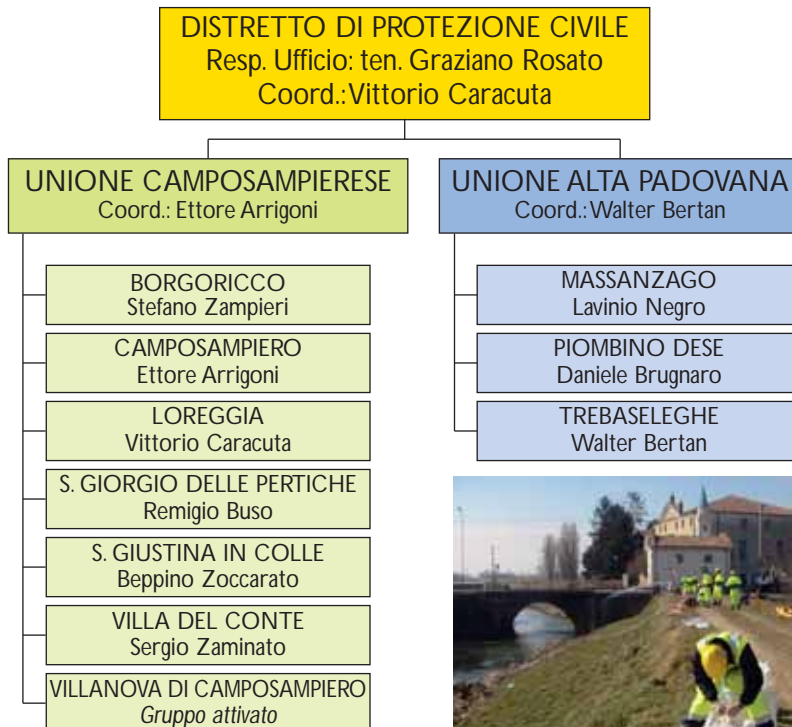 DISTRETTO DI PROTEZIONE CIVILE
Resp. Ufficio: ten. Graziano Rosato
Coord.: Vittorio Caracuta
UNIONE CAMPOSAMPIERESE
Coord.: Ettore Arrigoni
BORGORICCO
Stefano Zampieri
CAMPOSAMPIERO
Ettore Arrigoni
LOREGGIA
Vittorio Caracuta
S. GIORGIO DELLE PERTICHE
Remigio Buso
S. GIUSTINA IN COLLE
Beppino Zoccarato
VILLA DEL CONTE
Sergio Zaminato
VILLANOVA DI CAMPOSAMPIERO
Gruppo attivato
UNIONE ALTA PADOVANA
Coord.: Walter Bertan
MASSANZAGO
Lavinio Negro
PIOMBINO DESE
Daniele Brugnaro
TREBASELEGHE
Walter Bertan